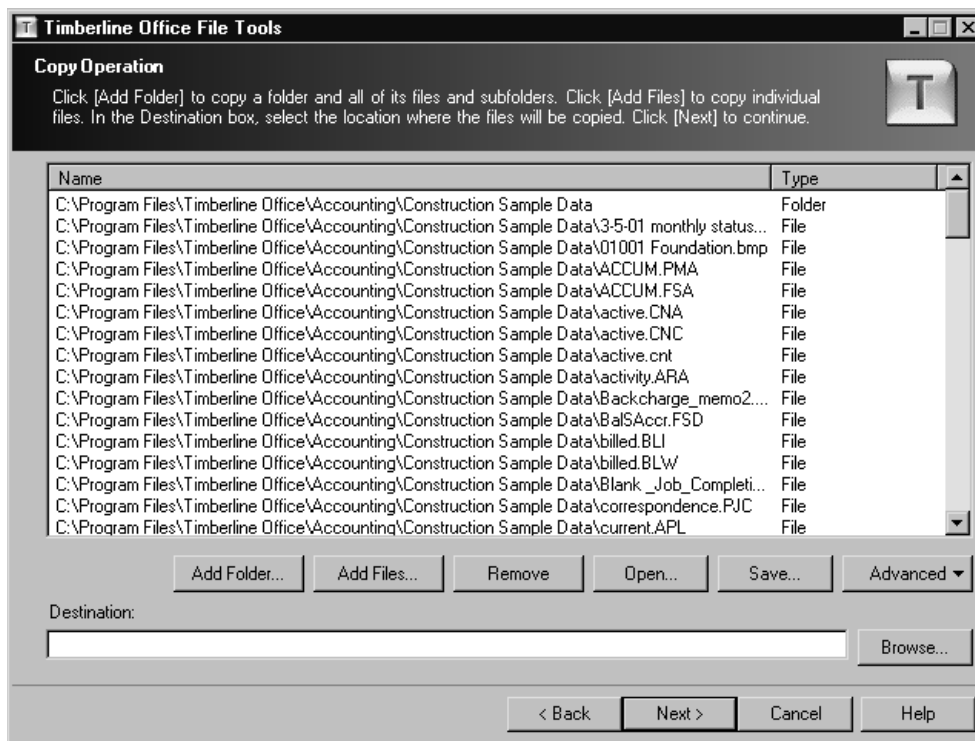 T Timberline Office File Tools
Copy Operation
Click [Add Folder] to copy a folder and all of its files and subfolders. Click [Add Files] to copy individual
files. In the Destination box, select the location where the files will be copied. Click [Next] to continue.
T
Name Type
C:\Program Files\Timberline Office\Accounting\Construction Sample Data Folder
C:\Program Files\Timberline Office\Accounting\Construction Sample Data\3-5-01 monthly status... File
C:\Program Files\Timberline Office\Accounting\Construction Sample Data\01001 Foundation.bmp File
C:\Program Files\Timberline Office\Accounting\Construction Sample Data\ACCUM.PMA File
C:\Program Files\Timberline Office\Accounting\Construction Sample Data\ACCUM.FSA File
C:\Program Files\Timberline Office\Accounting\Construction Sample Data\active.CNA File
C:\Program Files\Timberline Office\Accounting\Construction Sample Data\active.CNC File
C:\Program Files\Timberline Office\Accounting\Construction Sample Data\active.cnt File
C:\Program Files\Timberline Office\Accounting\Construction Sample Data\activity.ARA File
C:\Program Files\Timberline Office\Accounting\Construction Sample Data\Backcharge_memo2.... File
C:\Program Files\Timberline Office\Accounting\Construction Sample Data\BalSAccr.FSD File
C:\Program Files\Timberline Office\Accounting\Construction Sample Data\billed.BLI File
C:\Program Files\Timberline Office\Accounting\Construction Sample Data\billed.BLW File
C:\Program Files\Timberline Office\Accounting\Construction Sample Data\Blank _Job_Completi... File
C:\Program Files\Timberline Office\Accounting\Construction Sample Data\correspondence.PJC File
C:\Program Files\Timberline Office\Accounting\Construction Sample Data\current.APL File
Add Folder... Add Files... Remove Open... Save... Advanced
Destination:
Browse...
< Back Next > Cancel Help